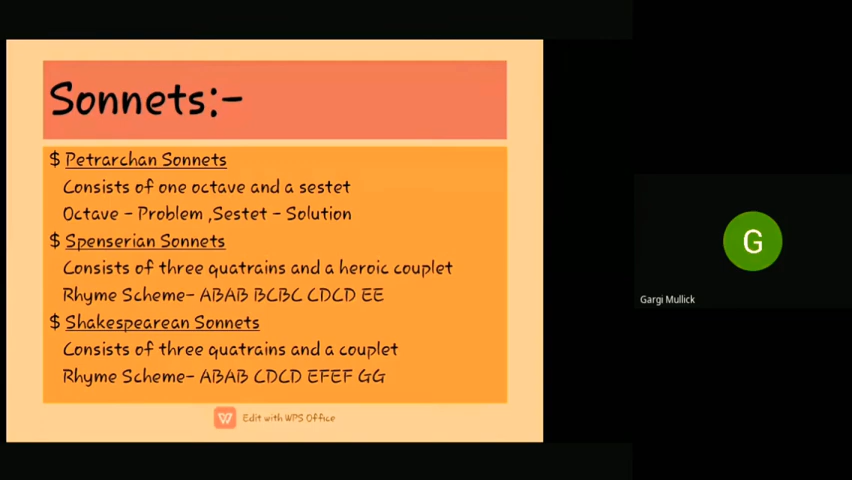 Sonnets:-
$ Petrarchan Sonnets
Consists of one octave and a sestet
Octave - Problem ,Sestet - Solution
$ Spenserian Sonnets
Consists of three quatrains and a heroic couplet
Rhyme Scheme- ABAB BCBC CDCD EE
$ Shakespearean Sonnets
Consists of three quatrains and a couplet
Rhyme Scheme- ABAB CDCD EFEF GG
Edit with WPS Office
G
Gargi Mullick